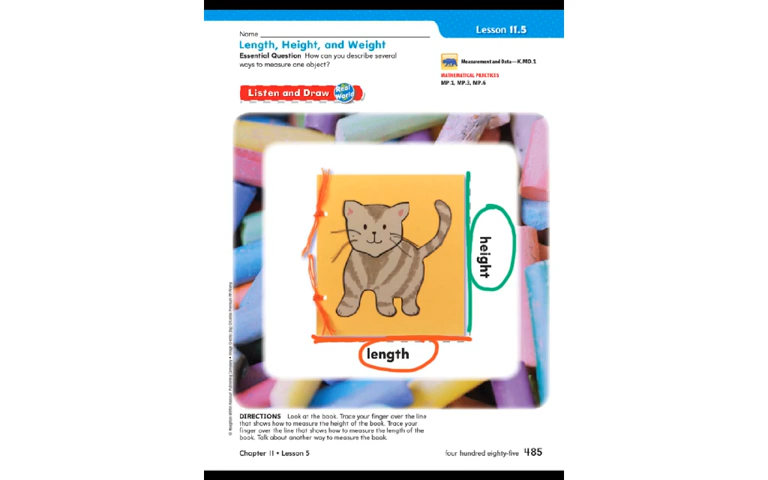 Lesson 11.5
Name
Length, Height, and Weight
Essential Question How can you describe several
ways to measure one object?
Measurement and Data—K.MD.1
MATHEMATICAL PRACTICES
MP.1, MP.3, MP.6
Listen and Draw
Real World
height
length
DIRECTIONS Look at the book. Trace your finger over the line
that shows how to measure the height of the book. Trace your
finger over the line that shows how to measure the length of the
book. Talk about another way to measure the book.
Chapter 11 • Lesson 5
four hundred eighty-five 485